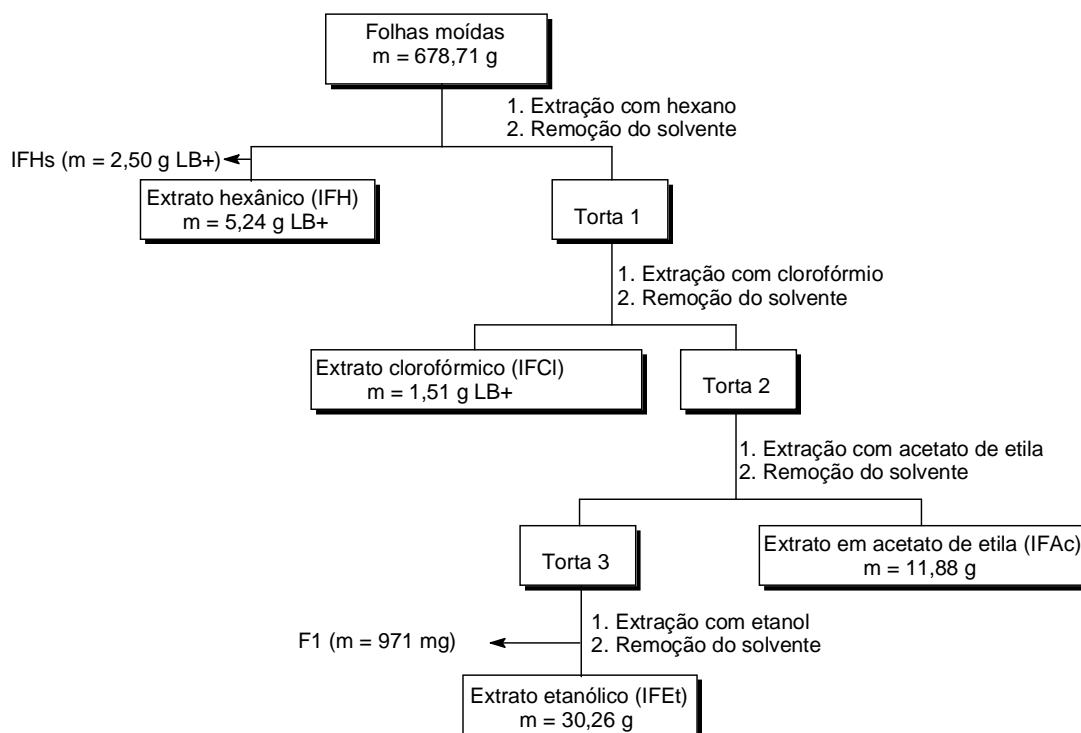 Folhas moídas
m = 678,71 g
1. Extração com hexano
2. Remoção do solvente
IFHs (m = 2,50 g LB+)
Extrato hexânico (IFH)
m = 5,24 g LB+
Torta 1
1. Extração com clorofórmio
2. Remoção do solvente
Extrato clorofórmico (IFCl)
m = 1,51 g LB+
Torta 2
1. Extração com acetato de etila
2. Remoção do solvente
Torta 3
Extrato em acetato de etila (IFAc)
m = 11,88 g
1. Extração com etanol
2. Remoção do solvente
F1 (m = 971 mg)
Extrato etanólico (IFEt)
m = 30,26 g